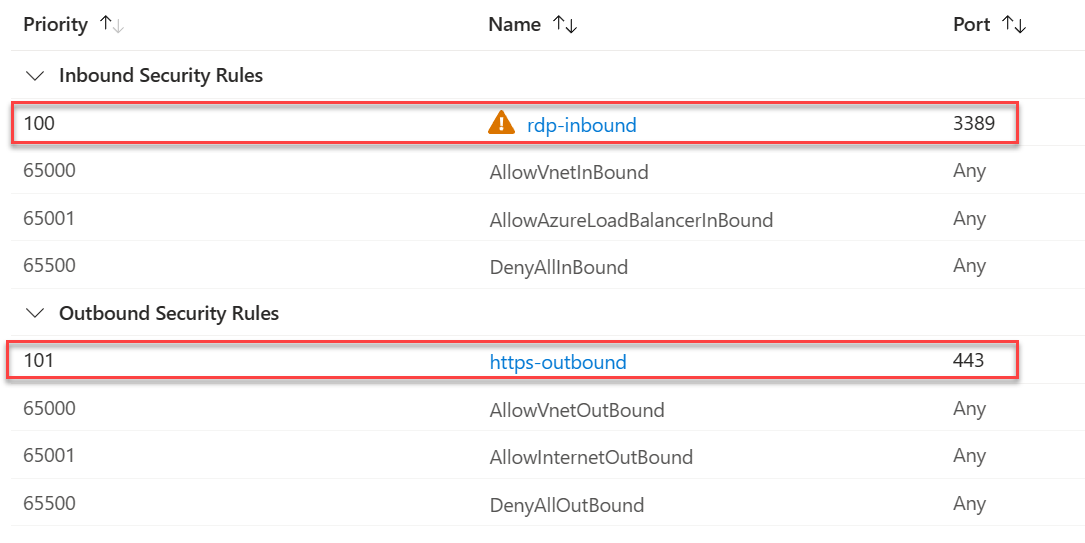 Priority Name Port
Inbound Security Rules
100 rdp-inbound 3389
65000 AllowVnetInBound Any
65001 AllowAzureLoadBalancerInBound Any
65500 DenyAllInBound Any
Outbound Security Rules
101 https-outbound 443
65000 AllowVnetOutBound Any
65001 AllowInternetOutBound Any
65500 DenyAllOutBound Any